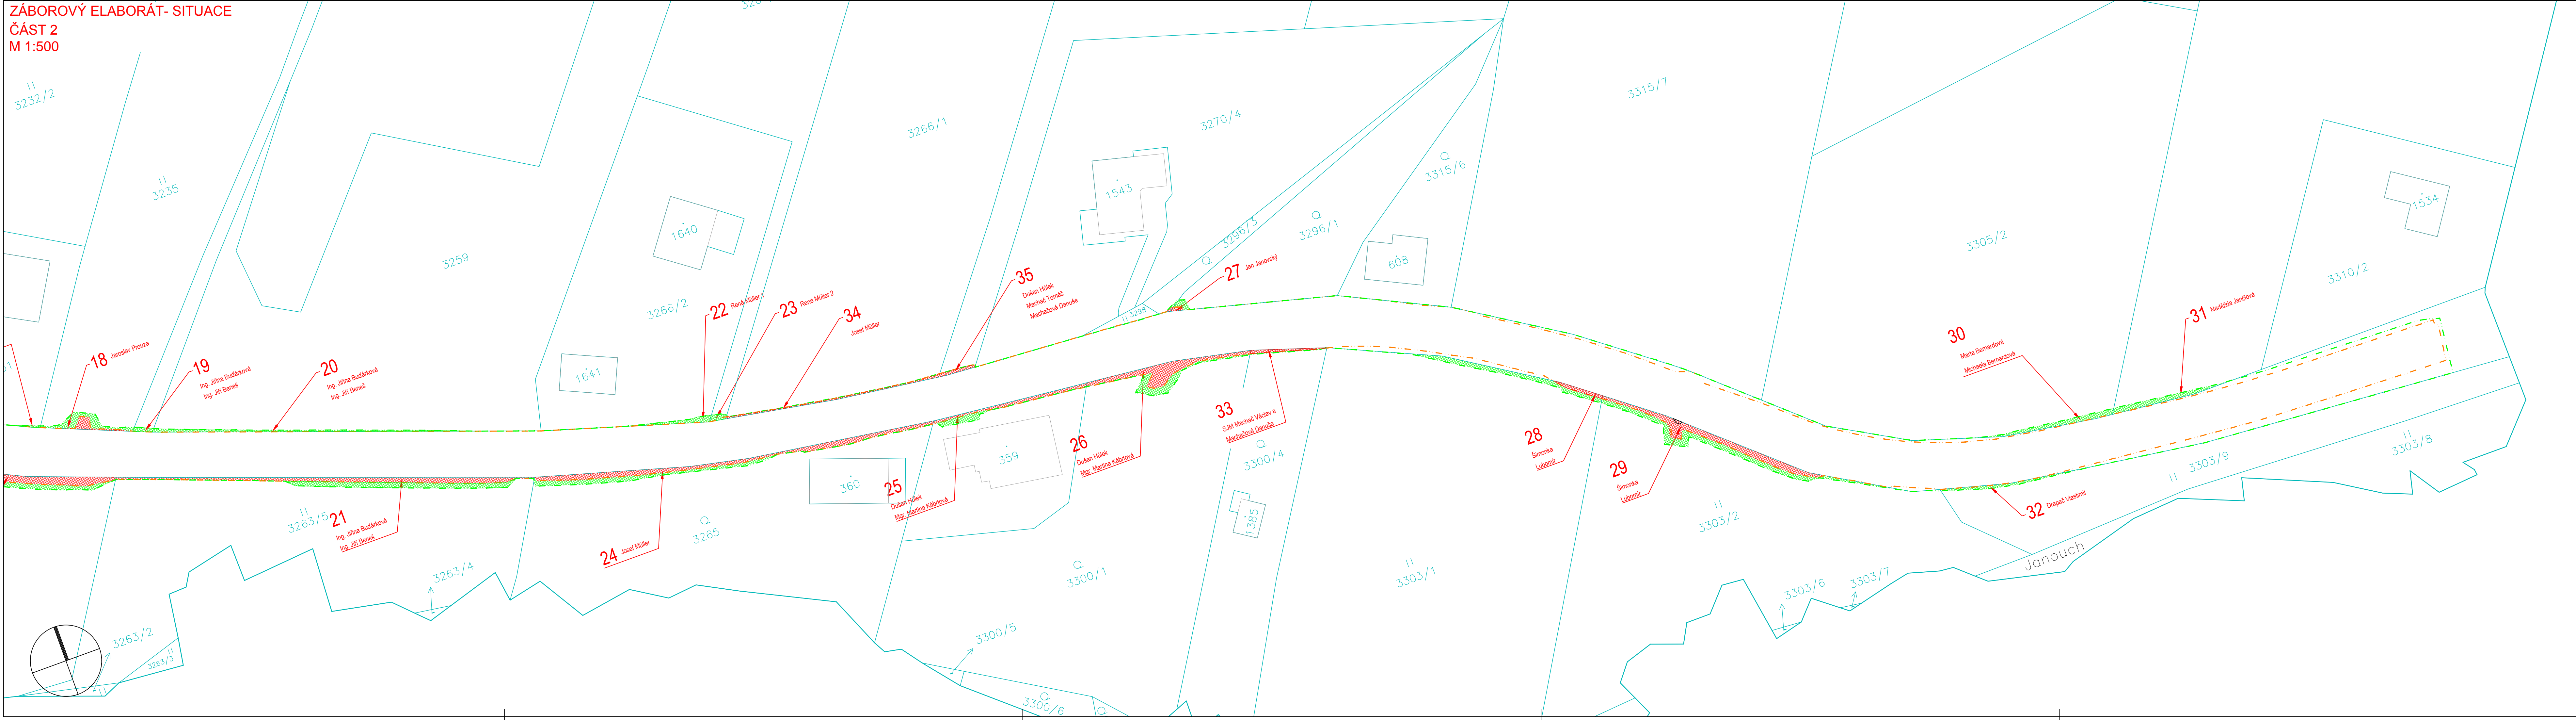 ZÁBOROVÝ ELABORÁT- SITUACE
ČÁST 2
M 1:500
3232/2
3235
3259
3266/1
3270/4
3315/7
3315/6
3296/3
3296/1
3305/2
3310/2
1534
1543
1640
608
3266/2
1641
3298
18 Jaroslav Prouza
19
Ing. Jiřina Buďárková
Ing. Jiří Beneš
20
Ing. Jiřina Buďárková
Ing. Jiří Beneš
22 René Müller 1
23 René Müller 2
34
Josef Müller
35
Dušan Hůlek
Machač Tomáš
Machačová Danuše
27 Jan Janovský
30
Marta Bernardová
Michaela Bernardová
31 Naděžda Jančiová
21
Ing. Jiřina Buďárková
Ing. Jiří Beneš
24 Josef Müller
25
Dušan Hůlek
Mgr. Martina Kábrtová
26
Dušan Hůlek
Mgr. Martina Kábrtová
33
SJM Machač Václav a
Machačová Danuše
28
Šimonka
Lubomír
29
Šimonka
Lubomír
32 Drapač Vlastimil
3263/5
3265
360
359
3300/4
1385
3300/1
3303/1
3303/2
3303/9
3303/8
Janouch
3263/4
3263/2
3263/3
3300/5
3300/6
3303/6
3303/7